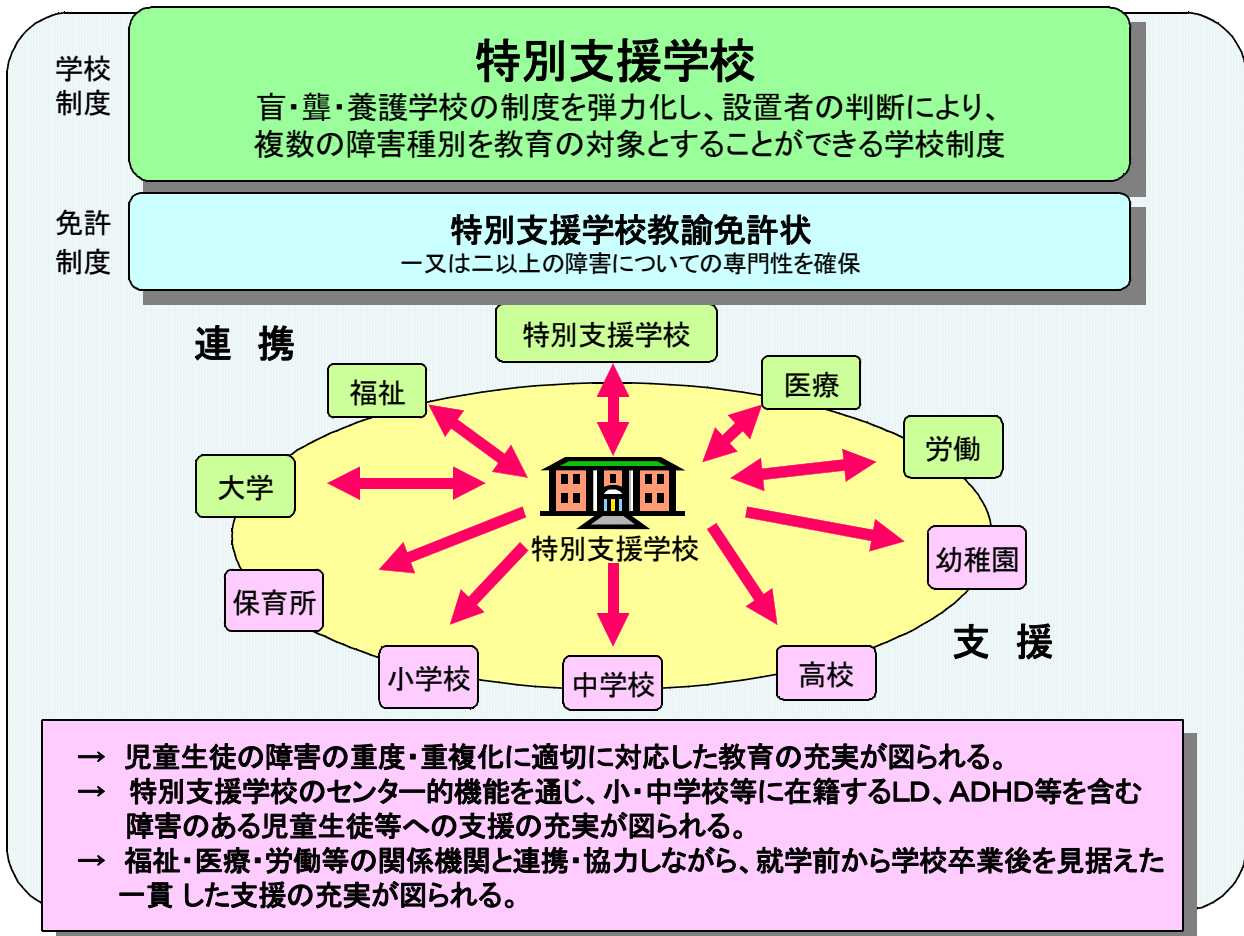 学校
制度
特別支援学校
盲・聾・養護学校の制度を弾力化し、設置者の判断により、
複数の障害種別を教育の対象とすることができる学校制度
免許
制度
特別支援学校教諭免許状
一又は二以上の障害についての専門性を確保
連 携
特別支援学校
福祉
医療
労働
大学
特別支援学校
幼稚園
保育所
支 援
小学校
中学校
高校
→ 児童生徒の障害の重度・重複化に適切に対応した教育の充実が図られる。
→ 特別支援学校のセンター的機能を通じ、小・中学校等に在籍するLD、ADHD等を含む
障害のある児童生徒等への支援の充実が図られる。
→ 福祉・医療・労働等の関係機関と連携・協力しながら、就学前から学校卒業後を見据えた
一貫 した支援の充実が図られる。